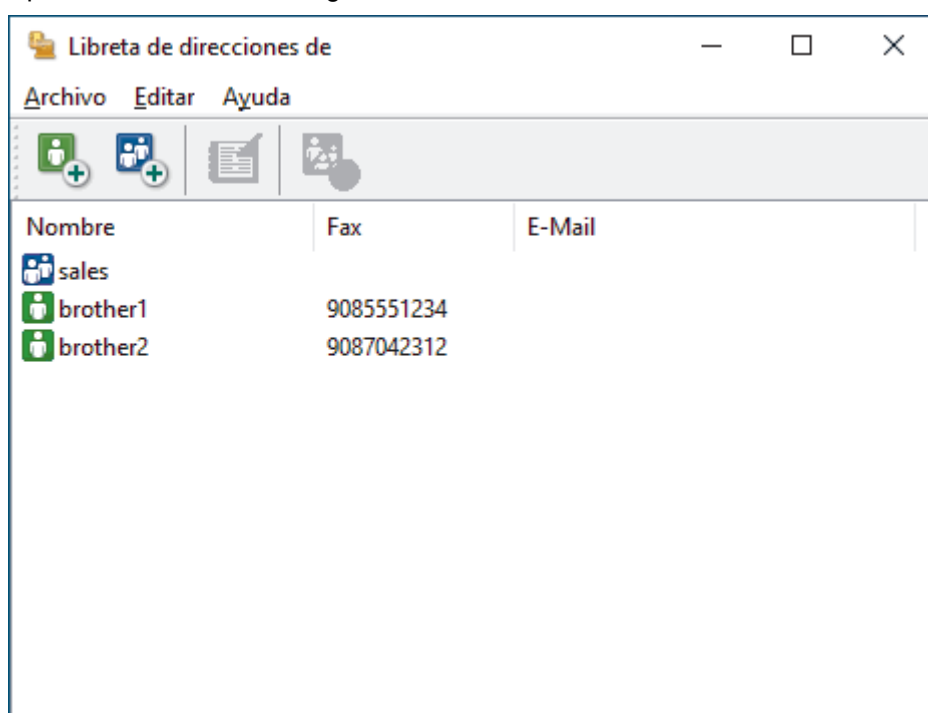 Libreta de direcciones de
Archivo Editar Ayuda
Nombre Fax E-Mail
sales
brother1 9085551234
brother2 9087042312